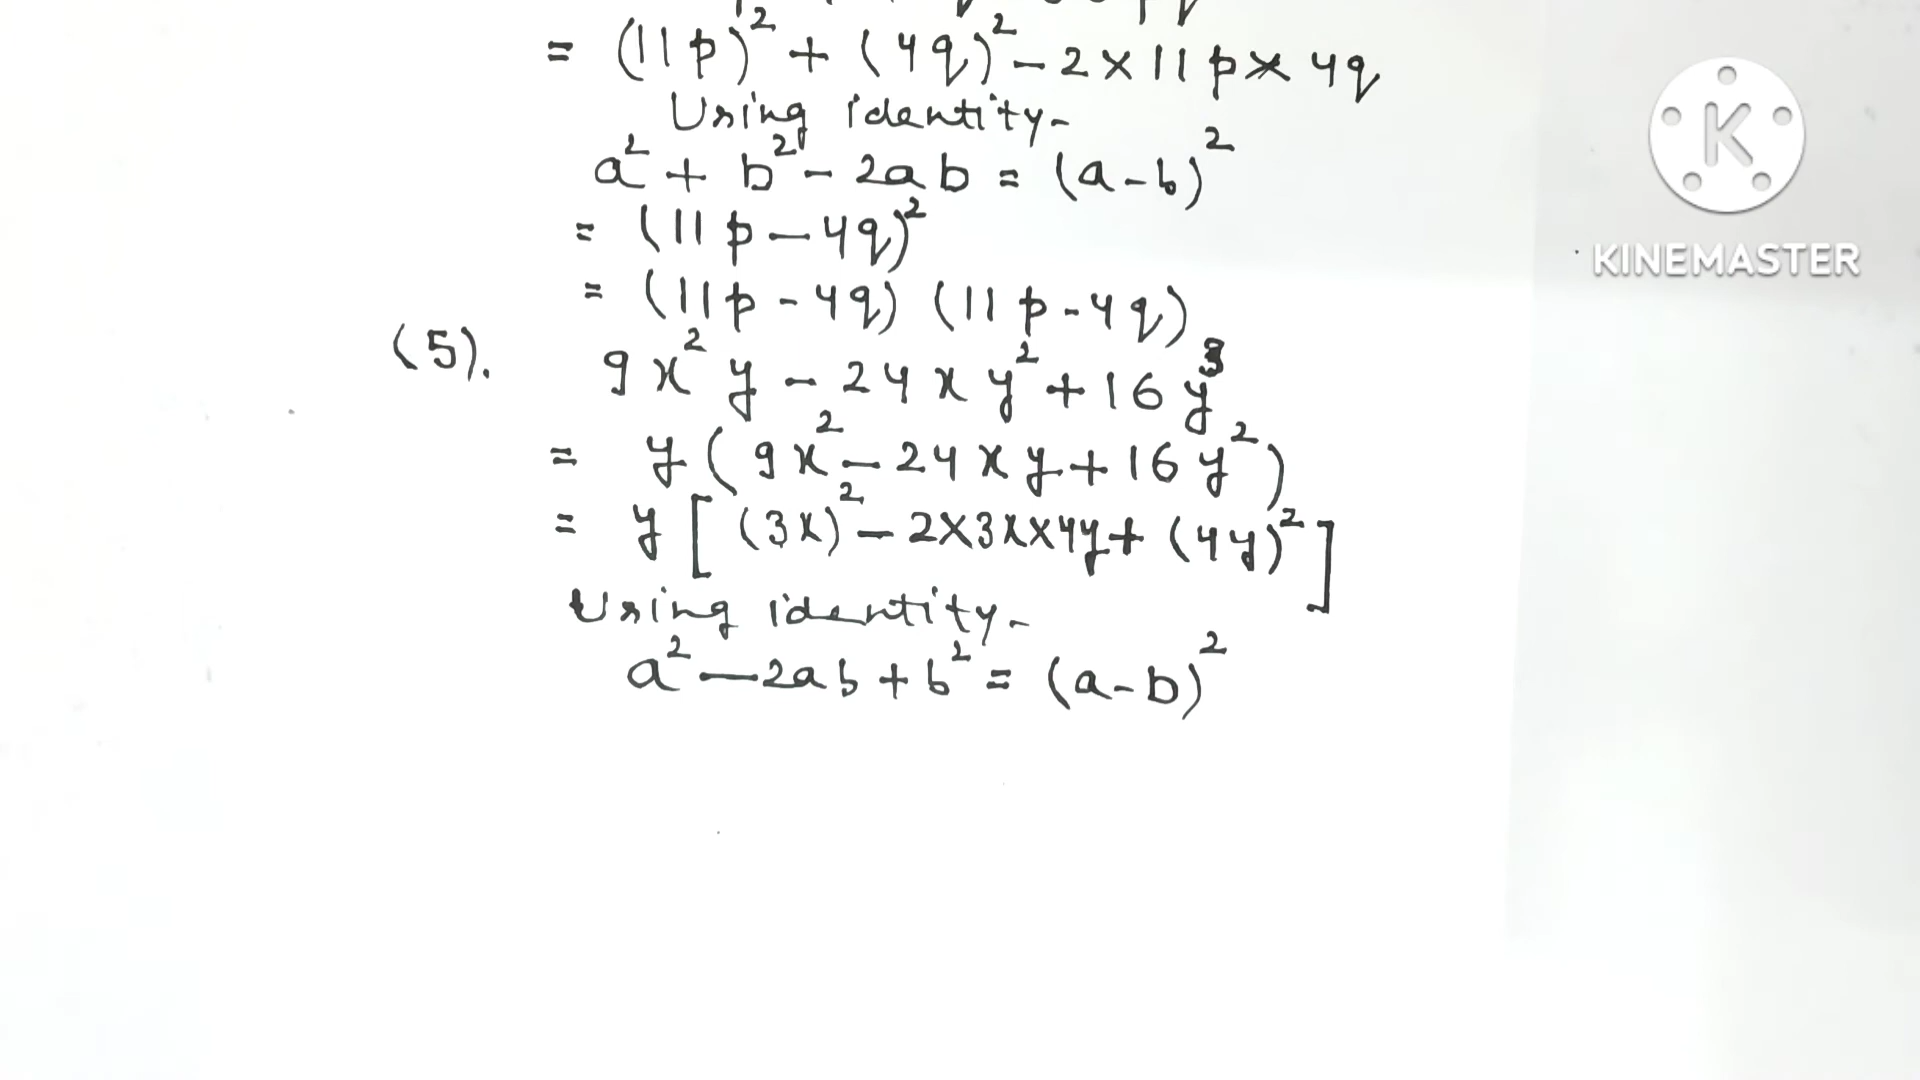 = (11p)² + (4q)² - 2 × 11p × 4q
Using identity-
a² + b² - 2ab = (a-b)²
= (11p - 4q)²
= (11p - 4q) (11p - 4q)
(5). 9x²y - 24xy² + 16y³
= y(9x² - 24xy + 16y²)
= y[(3x)² - 2×3x×4y + (4y)²]
Using identity-
a² - 2ab + b² = (a-b)²
K
KINEMASTER